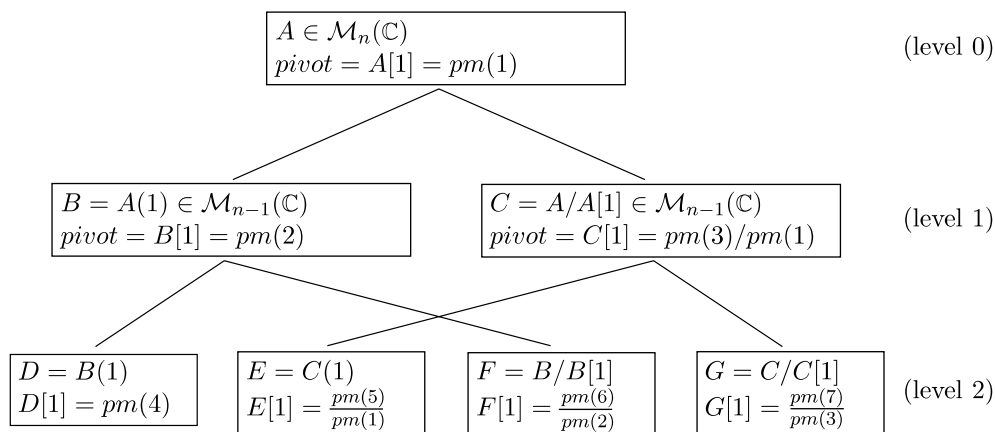 A ∈ ℳₙ(ℂ)
pivot = A[1] = pm(1)
(level 0)
B = A(1) ∈ ℳₙ₋₁(ℂ)
pivot = B[1] = pm(2)
C = A/A[1] ∈ ℳₙ₋₁(ℂ)
pivot = C[1] = pm(3)/pm(1)
(level 1)
D = B(1)
D[1] = pm(4)
E = C(1)
E[1] = pm(5)/pm(1)
F = B/B[1]
F[1] = pm(6)/pm(2)
G = C/C[1]
G[1] = pm(7)/pm(3)
(level 2)